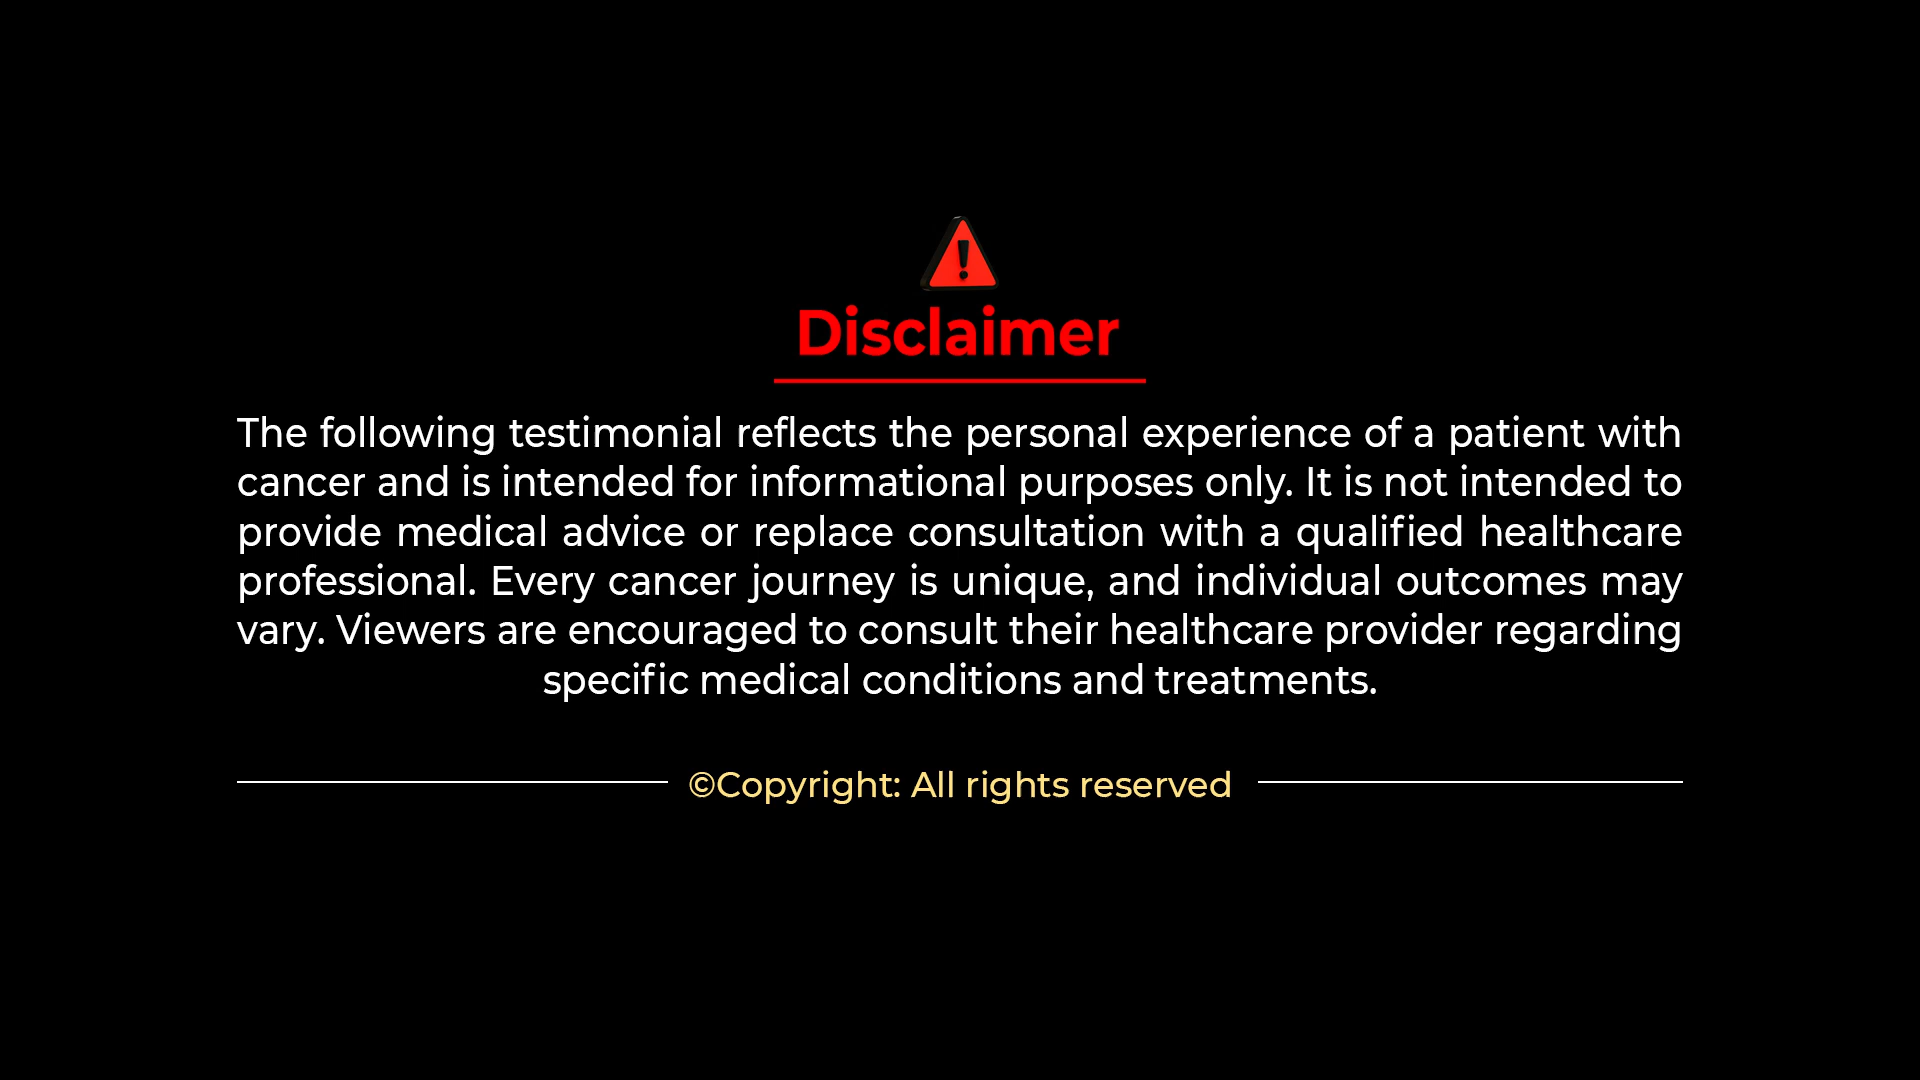 Disclaimer
The following testimonial reflects the personal experience of a patient with
cancer and is intended for informational purposes only. It is not intended to
provide medical advice or replace consultation with a qualified healthcare
professional. Every cancer journey is unique, and individual outcomes may
vary. Viewers are encouraged to consult their healthcare provider regarding
specific medical conditions and treatments.
©Copyright: All rights reserved